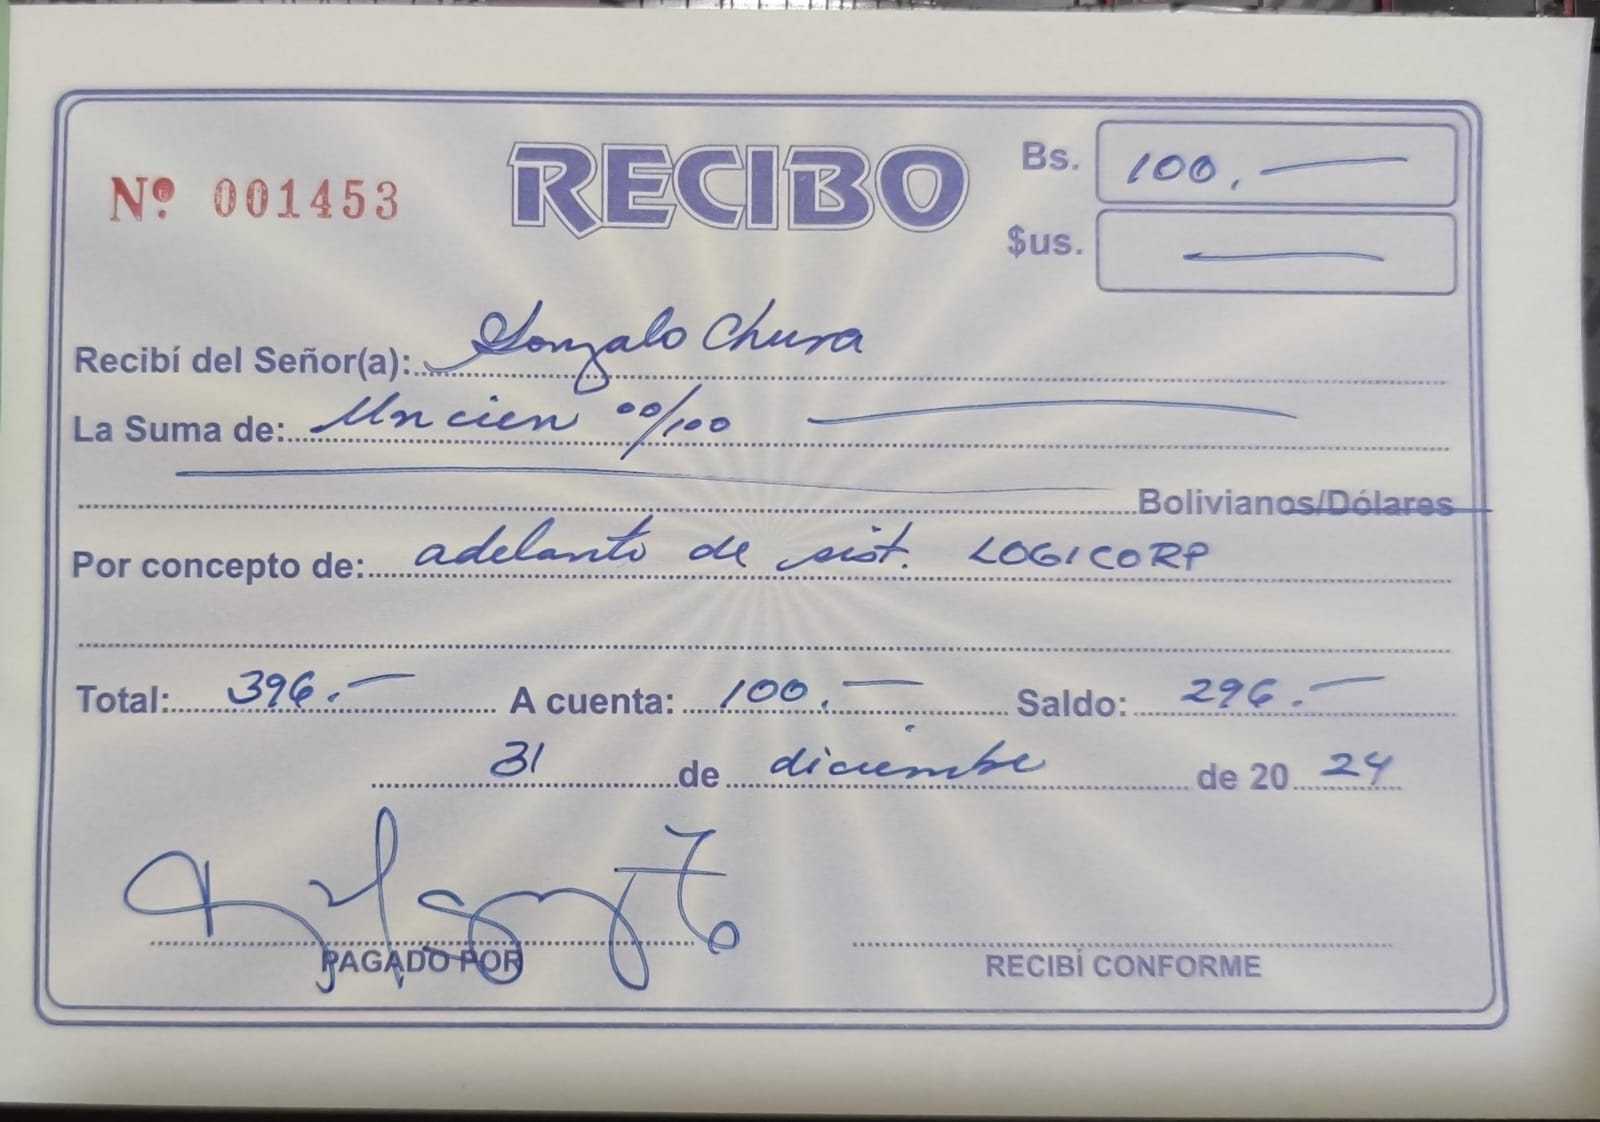 Nº 001453
RECIBO
Bs. 100.
$us.
Recibí del Señor(a): Gonzalo Chura
La Suma de: Un cien 00/100
Bolivianos/Dólares
Por concepto de: adelanto de sist. LOGICORP
Total: 396. A cuenta: 100. Saldo: 296.
31 de diciembre de 20 24
PAGADO POR
RECIBÍ CONFORME